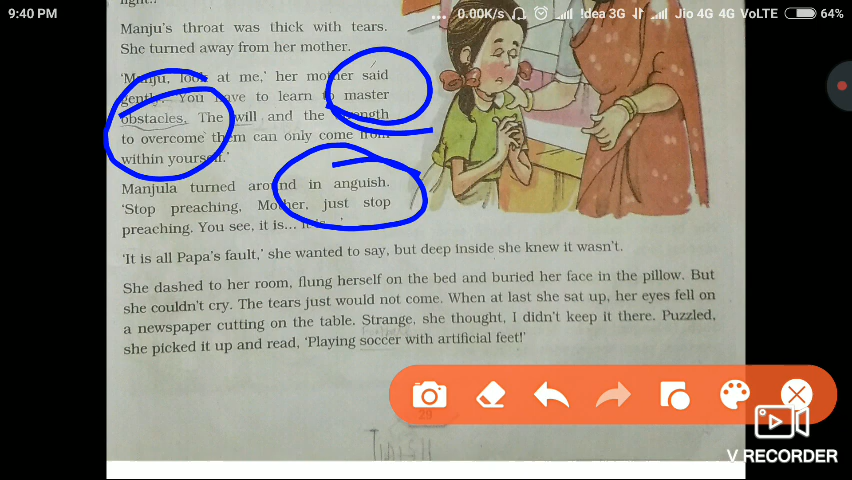 9:40 PM
... 0.00K/s !dea 3G Jio 4G 4G VoLTE 64%
light..
Manju's throat was thick with tears.
She turned away from her mother.
'Manju, look at me,' her mother said
gently. 'You have to learn to master
obstacles. The will and the strength
to overcome them can only come from
within yourself.'
Manjula turned around in anguish.
'Stop preaching, Mother, just stop
preaching. You see, it is... it is...'
'It is all Papa's fault,' she wanted to say, but deep inside she knew it wasn't.
She dashed to her room, flung herself on the bed and buried her face in the pillow. But
she couldn't cry. The tears just would not come. When at last she sat up, her eyes fell on
a newspaper cutting on the table. Strange, she thought, I didn't keep it there. Puzzled,
she picked it up and read, 'Playing soccer with artificial feet!'
29
V RECORDER